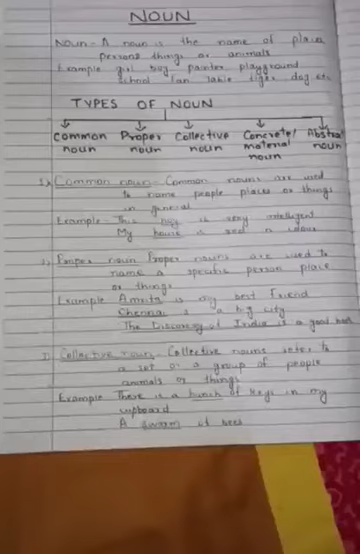 NOUN
Noun - A noun is the name of place
persons things or animals
Example girl boy painter playground
school fan table tiger dog etc
TYPES OF NOUN
Common Proper Collective Concrete/ Abstract
noun noun noun material noun
noun
1) Common noun - Common nouns are used
to name people places or things
in general
Example - This boy is very intelligent
My house is red n colour
Proper noun Proper nouns are used to
name a specific person place
or things
Example Amrita is my best Friend
Chennai is a big city
The Discovery of India is a good book
Collective noun - Collective nouns refer to
a set or a group of people
animals or things
Example There is a bunch of keys in my
cupboard
A swarm of bees